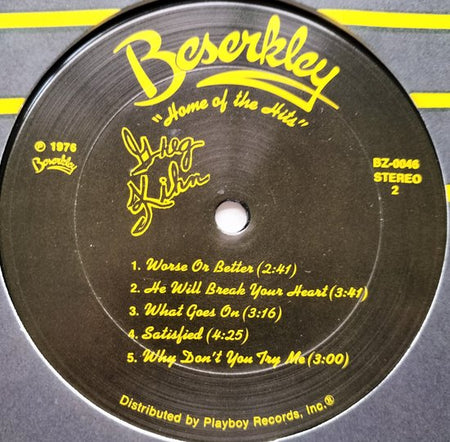 Beserkley
"Home of the Hits"
℗ 1976
Beserkley
Greg
Kihn
BZ-0046
STEREO
2
1. Worse Or Better (2:41)
2. He Will Break Your Heart (3:41)
3. What Goes On (3:16)
4. Satisfied (4:25)
5. Why Don't You Try Me (3:00)
Distributed by Playboy Records, Inc.®